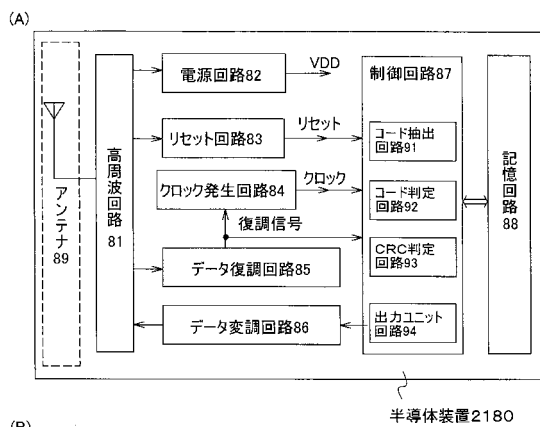 (A)
アンテナ89
高周波回路81
電源回路82
VDD
リセット回路83
リセット
クロック発生回路84
クロック
復調信号
データ復調回路85
データ変調回路86
制御回路87
コード抽出
回路91
コード判定
回路92
CRC判定
回路93
出力ユニット
回路94
記憶回路88
半導体装置2180